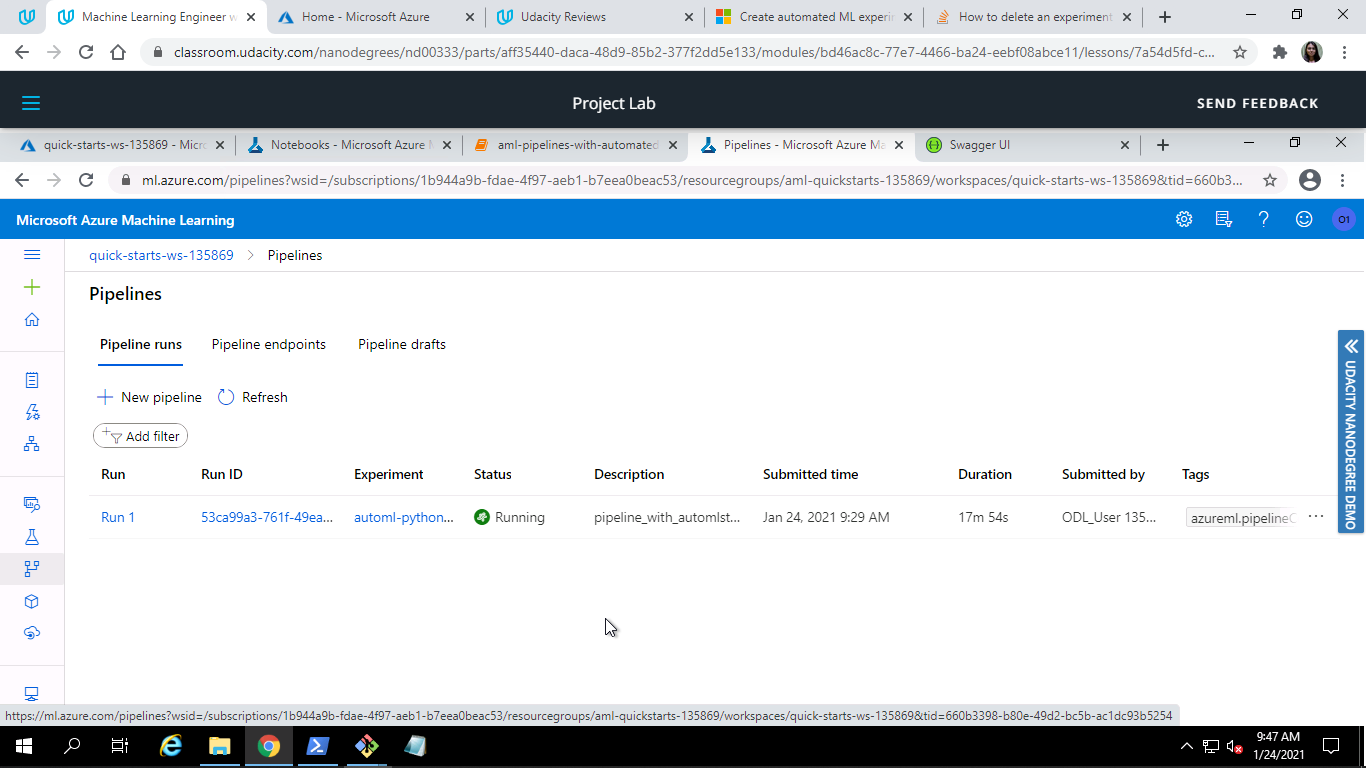 Machine Learning Engineer w
Home - Microsoft Azure
Udacity Reviews
Create automated ML experi
How to delete an experiment
classroom.udacity.com/nanodegrees/nd00333/parts/aff35440-daca-48d9-85b2-377f2dd5e133/modules/bd46ac8c-77e7-4466-ba24-eebf08abce11/lessons/7a54d5fd-c...
Project Lab
SEND FEEDBACK
quick-starts-ws-135869 - Micro
Notebooks - Microsoft Azure M
aml-pipelines-with-automated
Pipelines - Microsoft Azure Ma
Swagger UI
ml.azure.com/pipelines?wsid=/subscriptions/1b944a9b-fdae-4f97-aeb1-b7eea0beac53/resourcegroups/aml-quickstarts-135869/workspaces/quick-starts-ws-135869&tid=660b3...
Microsoft Azure Machine Learning
O1
quick-starts-ws-135869 > Pipelines
Pipelines
Pipeline runs
Pipeline endpoints
Pipeline drafts
New pipeline
Refresh
Add filter
Run Run ID Experiment Status Description Submitted time Duration Submitted by Tags
Run 1 53ca99a3-761f-49ea... automl-python... Running pipeline_with_automlst... Jan 24, 2021 9:29 AM 17m 54s ODL_User 135... azureml.pipelineC ...
UDACITY NANODEGREE DEMO
https://ml.azure.com/pipelines?wsid=/subscriptions/1b944a9b-fdae-4f97-aeb1-b7eea0beac53/resourcegroups/aml-quickstarts-135869/workspaces/quick-starts-ws-135869&tid=660b3398-b80e-49d2-bc5b-ac1dc93b5254
9:47 AM
1/24/2021